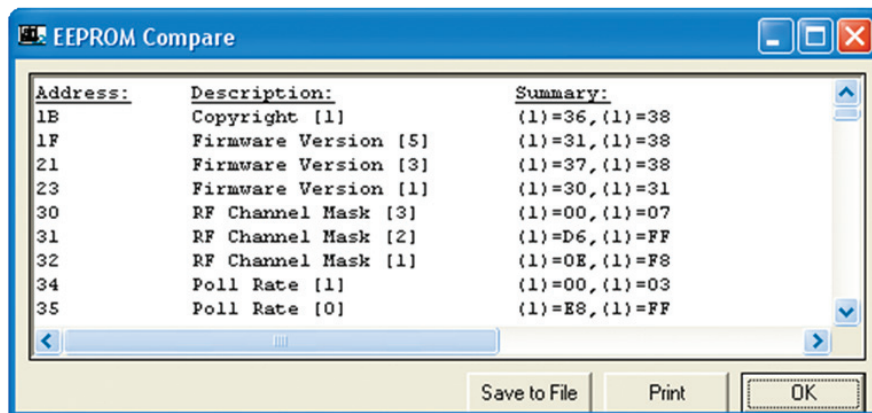 EEPROM Compare
Address: Description: Summary:
1B Copyright [1] (1)=36,(1)=38
1F Firmware Version [5] (1)=31,(1)=38
21 Firmware Version [3] (1)=37,(1)=38
23 Firmware Version [1] (1)=30,(1)=31
30 RF Channel Mask [3] (1)=00,(1)=07
31 RF Channel Mask [2] (1)=D6,(1)=FF
32 RF Channel Mask [1] (1)=0E,(1)=F8
34 Poll Rate [1] (1)=00,(1)=03
35 Poll Rate [0] (1)=E8,(1)=FF
Save to File Print OK